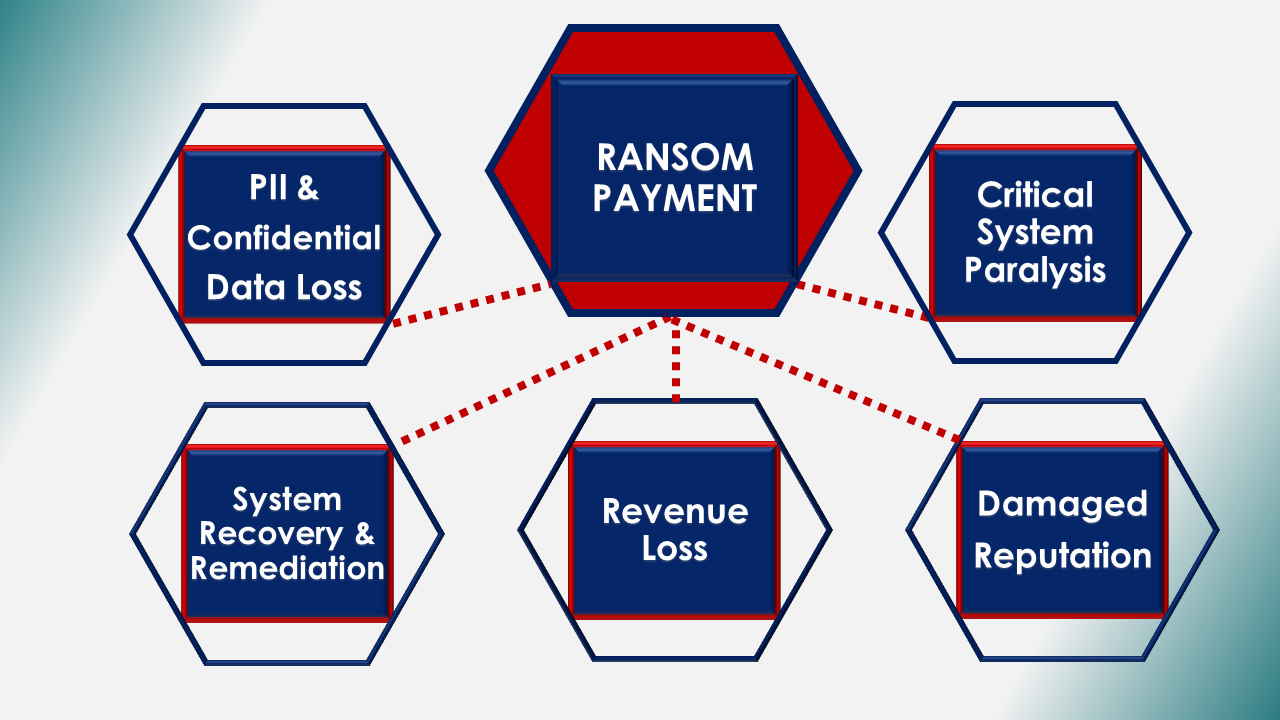 RANSOM
PAYMENT
PII &
Confidential
Data Loss
Critical
System
Paralysis
System
Recovery &
Remediation
Revenue
Loss
Damaged
Reputation